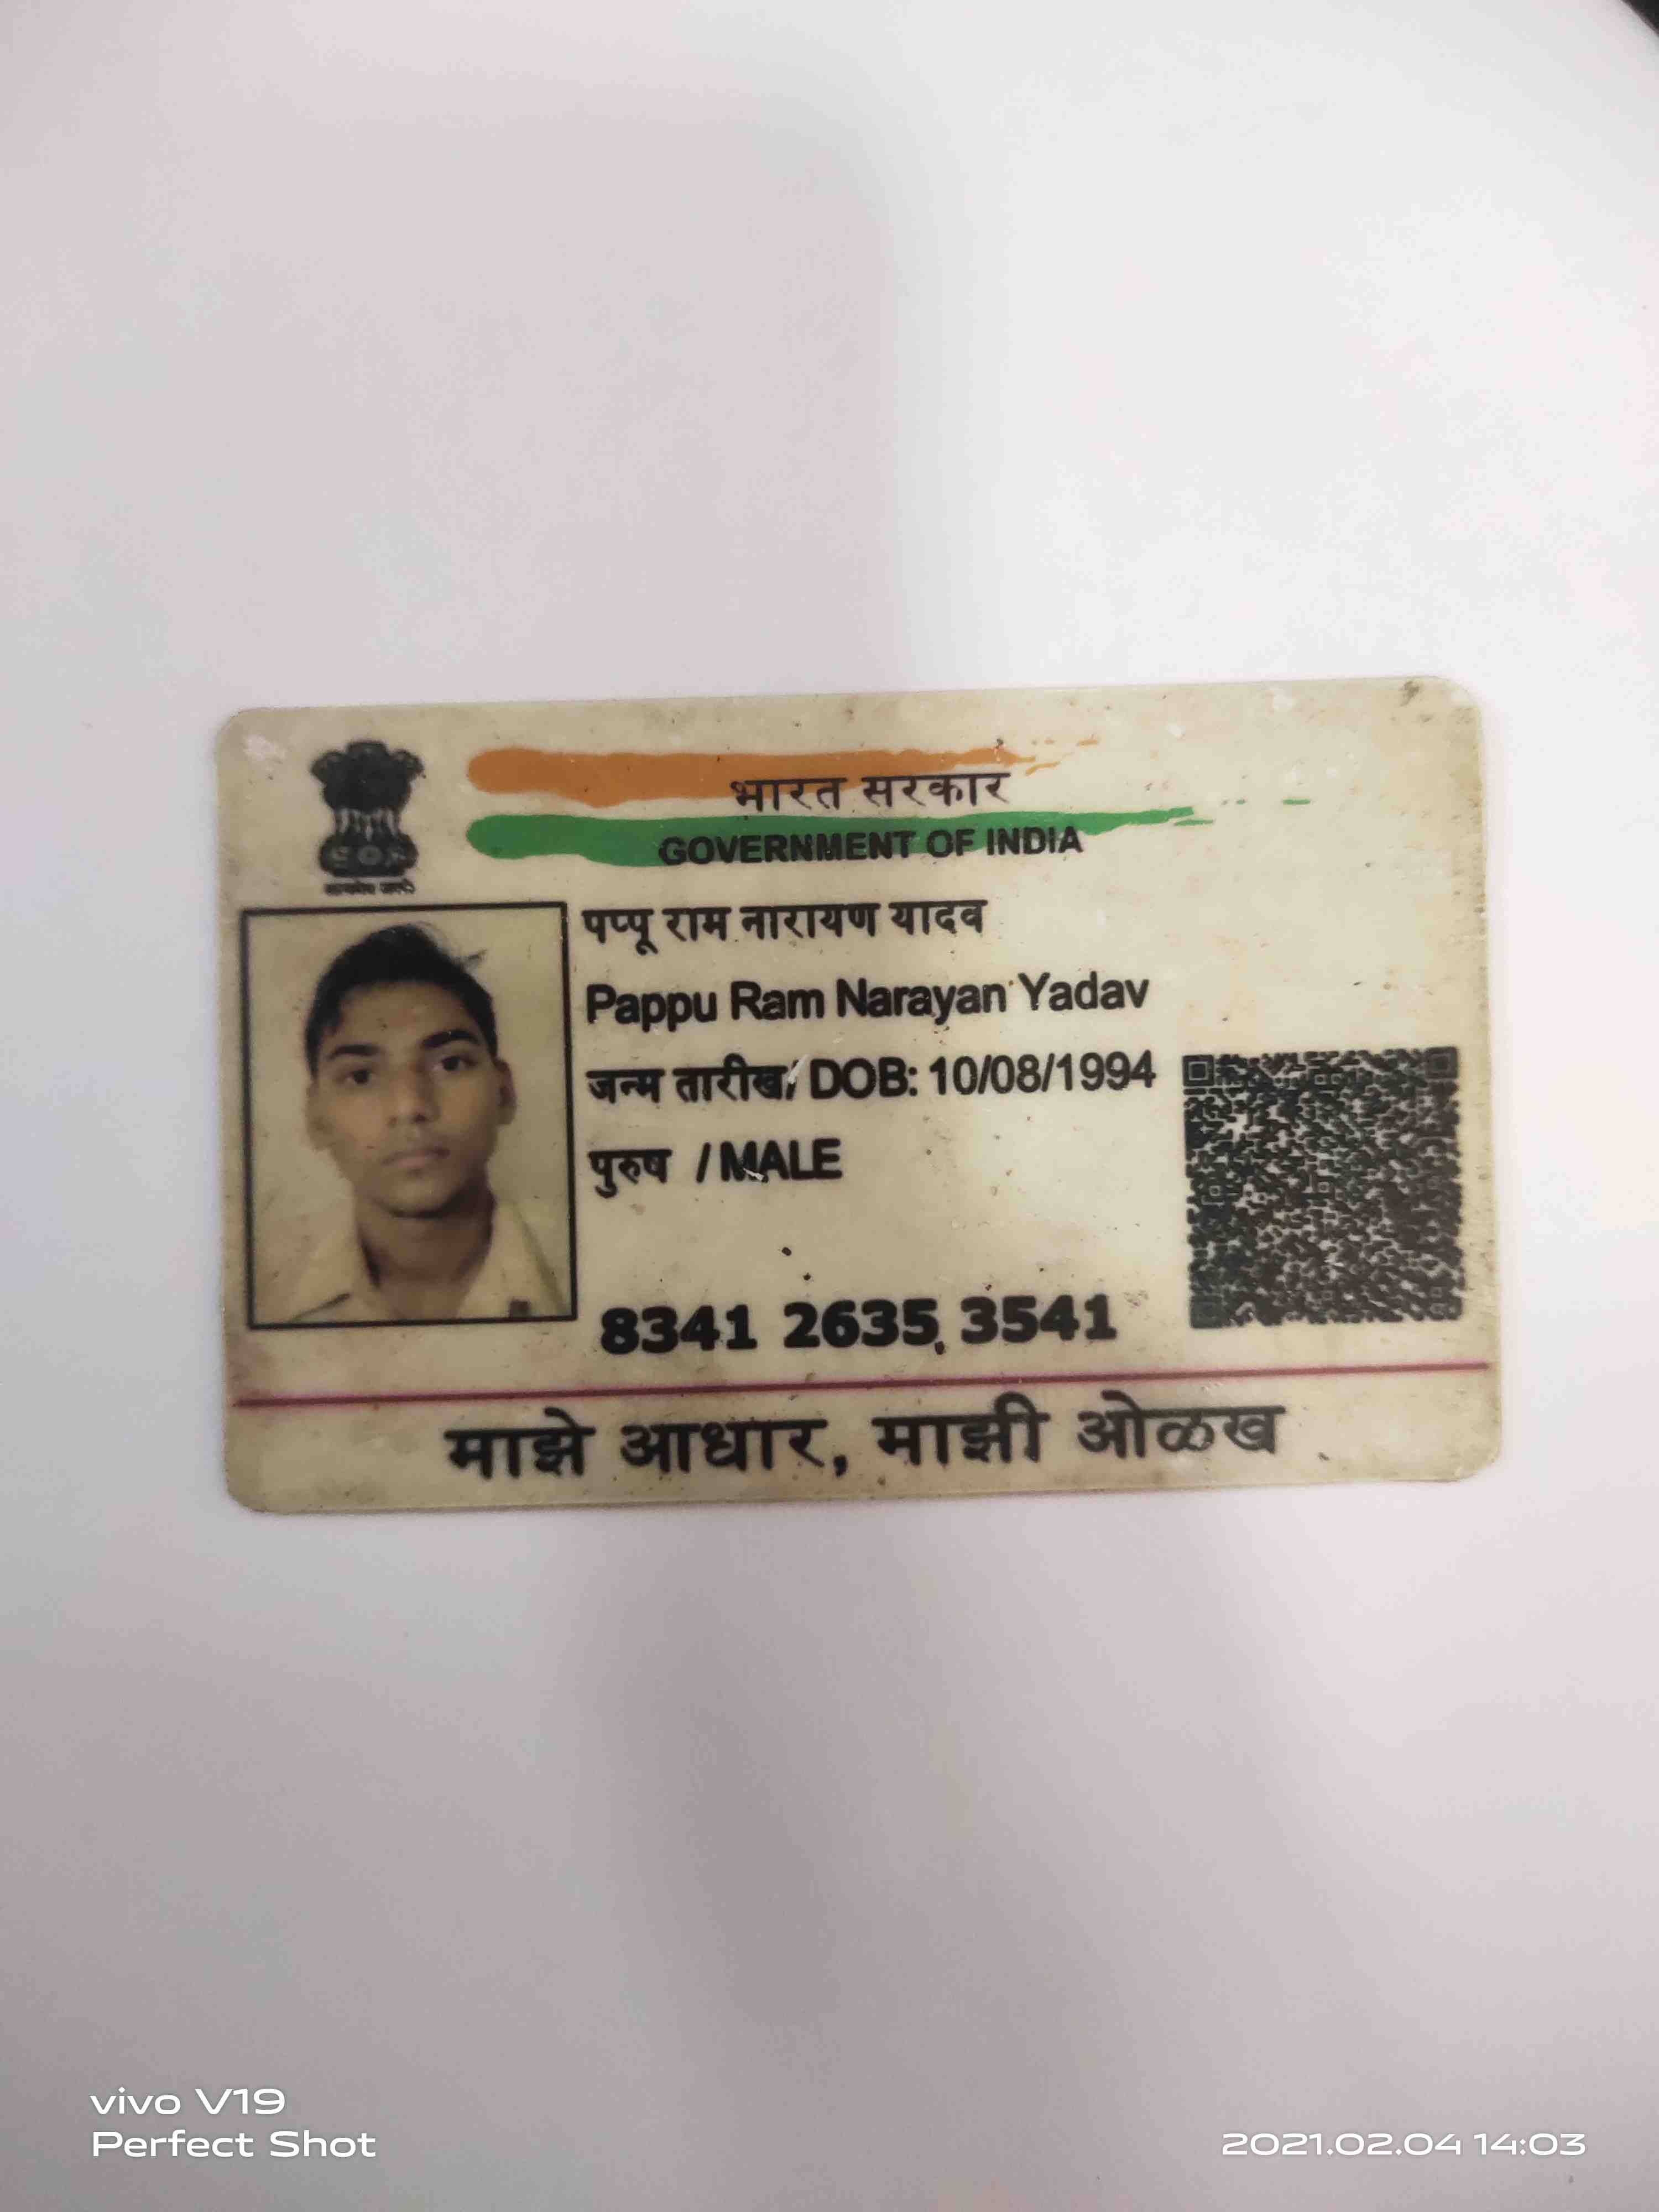 भारत सरकार
GOVERNMENT OF INDIA
पप्पू राम नारायण यादव
Pappu Ram Narayan Yadav
जन्म तारीख/ DOB: 10/08/1994
पुरुष / MALE
8341 2635 3541
माझे आधार, माझी ओळख
vivo V19
Perfect Shot
2021.02.04 14:03